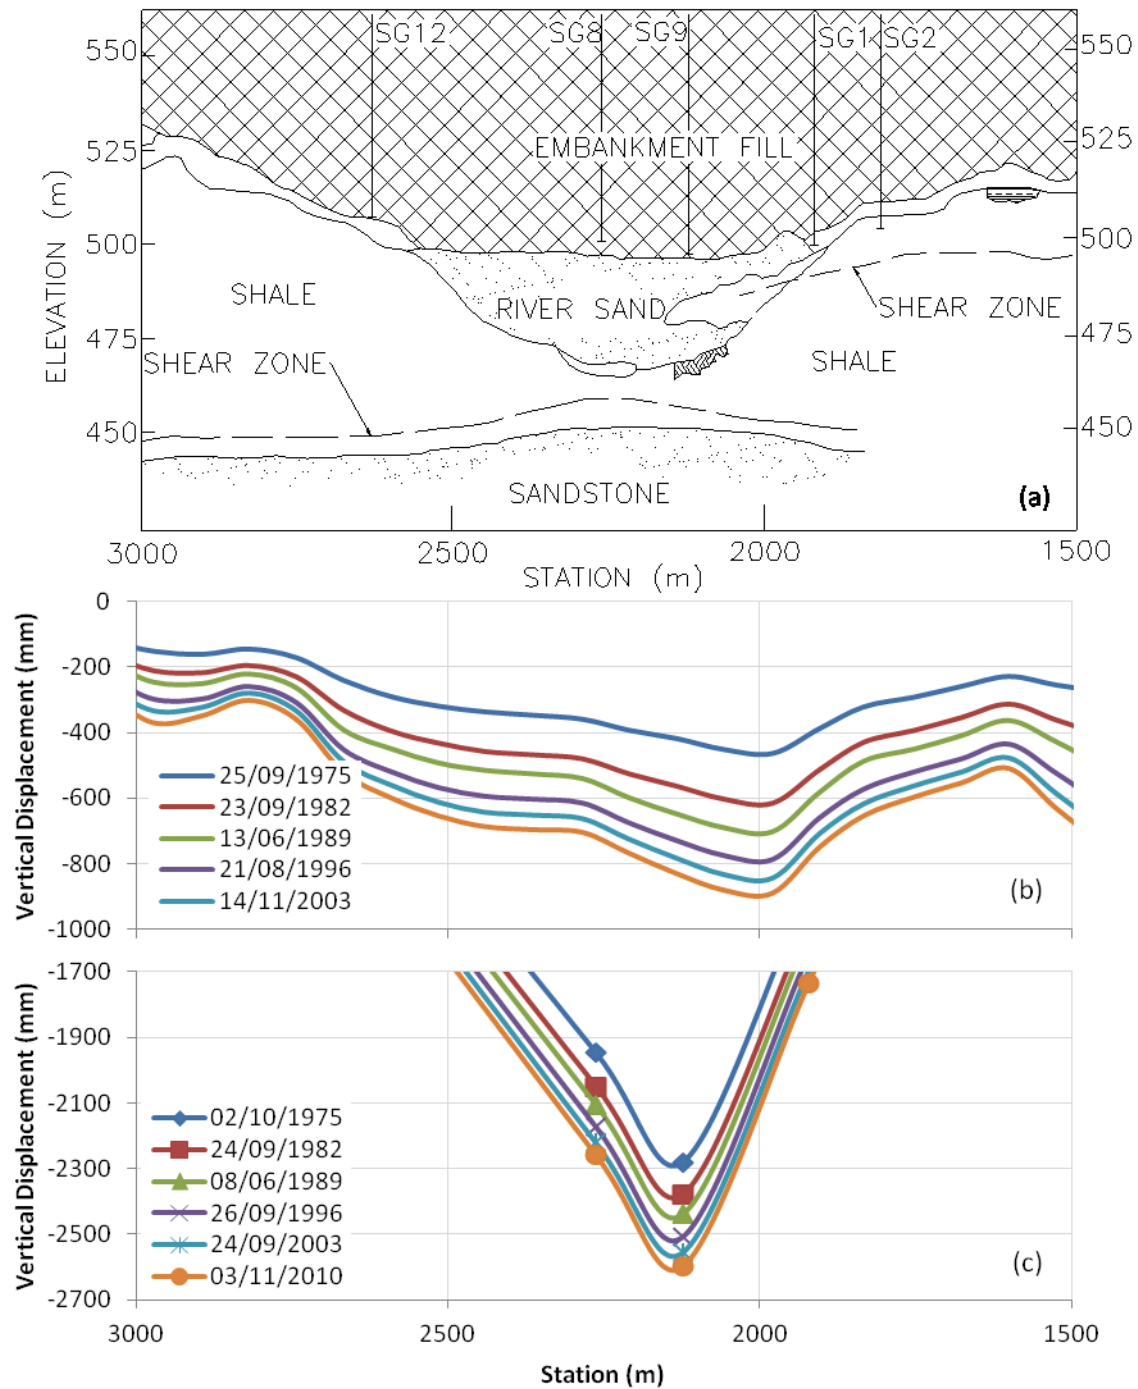 SG12 SG8 SG9 SG1 SG2
550 550
EMBANKMENT FILL
525 525
500 500
ELEVATION (m)
SHALE RIVER SAND SHEAR ZONE
475 475
SHEAR ZONE SHALE
450 450
SANDSTONE (a)
3000 2500 2000 1500
STATION (m)
0
-200
-400
-600
-800
-1000
Vertical Displacement (mm)
25/09/1975
23/09/1982
13/06/1989
21/08/1996
14/11/2003
(b)
-1700
-1900
-2100
-2300
-2500
-2700
Vertical Displacement (mm)
02/10/1975
24/09/1982
08/06/1989
26/09/1996
24/09/2003
03/11/2010
(c)
3000 2500 2000 1500
Station (m)